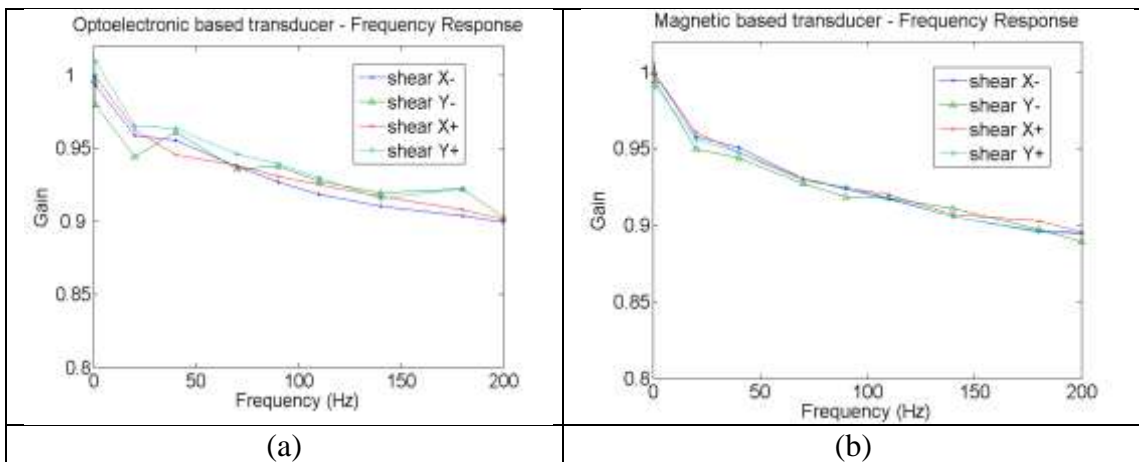 Optoelectronic based transducer - Frequency Response
1
0.95
0.9
0.85
0.8
Gain
shear X-
shear Y-
shear X+
shear Y+
0 50 100 150 200
Frequency (Hz)
(a)
Magnetic based transducer - Frequency Response
1
0.95
0.9
0.85
0.8
Gain
shear X-
shear Y-
shear X+
shear Y+
0 50 100 150 200
Frequency (Hz)
(b)